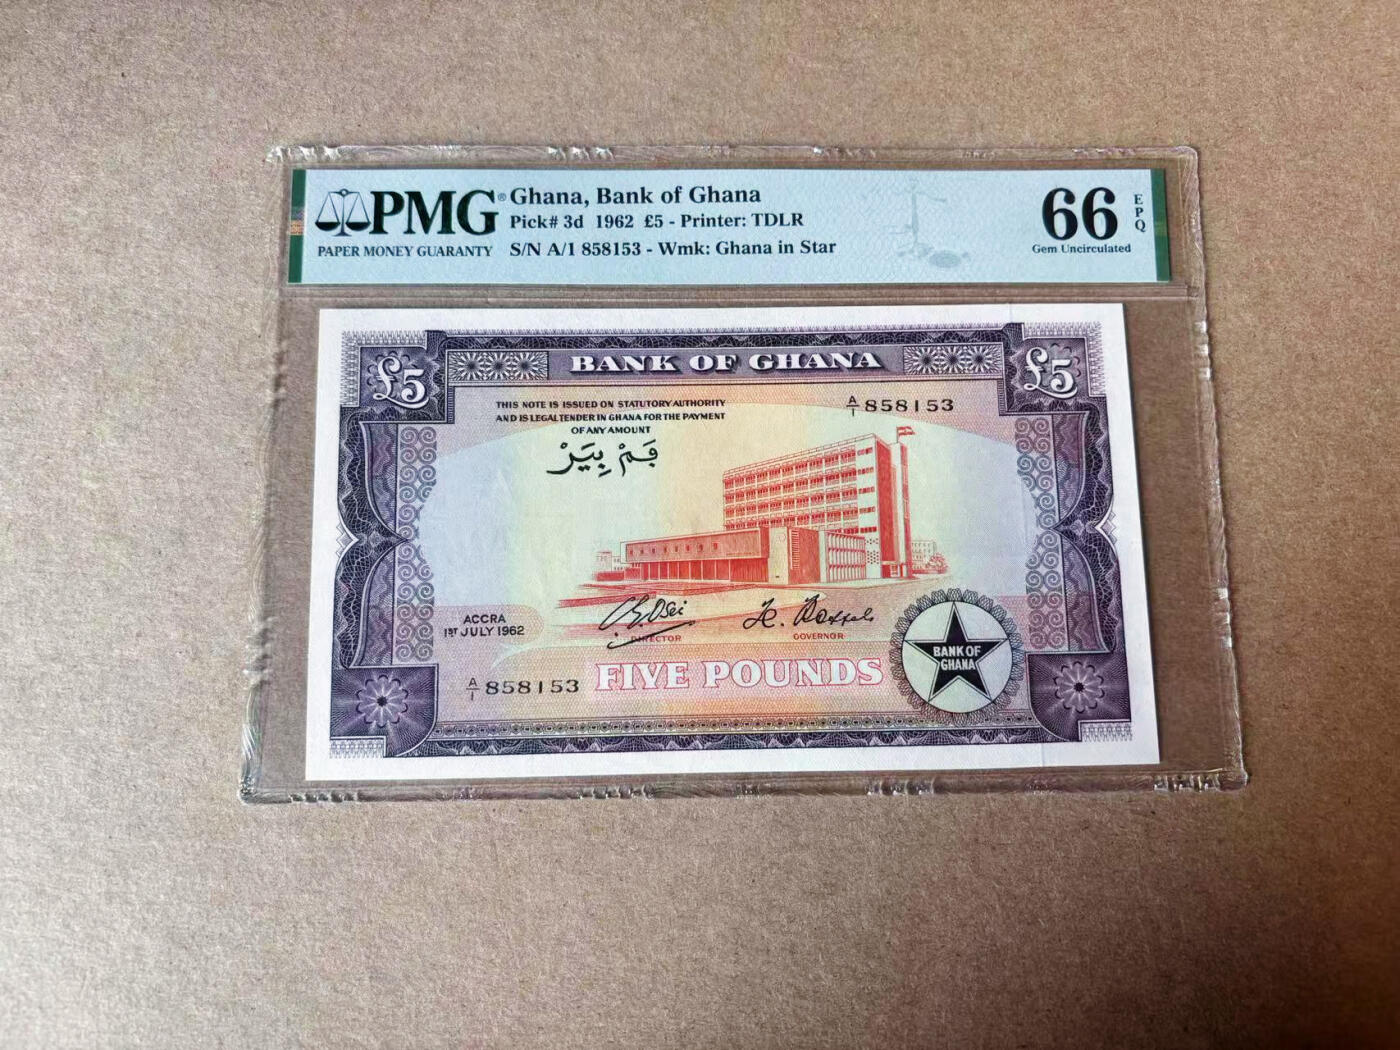 PMG®
PAPER MONEY GUARANTY
Ghana, Bank of Ghana
Pick# 3d 1962 £5 - Printer: TDLR
S/N A/1 858153 - Wmk: Ghana in Star
66
EPQ
Gem Uncirculated
£5
BANK OF GHANA
£5
THIS NOTE IS ISSUED ON STATUTORY AUTHORITY
AND IS LEGAL TENDER IN GHANA FOR THE PAYMENT
OF ANY AMOUNT
A/1 858153
ACCRA
1ST JULY 1962
DIRECTOR
GOVERNOR
BANK OF
GHANA
A/1 858153
FIVE POUNDS